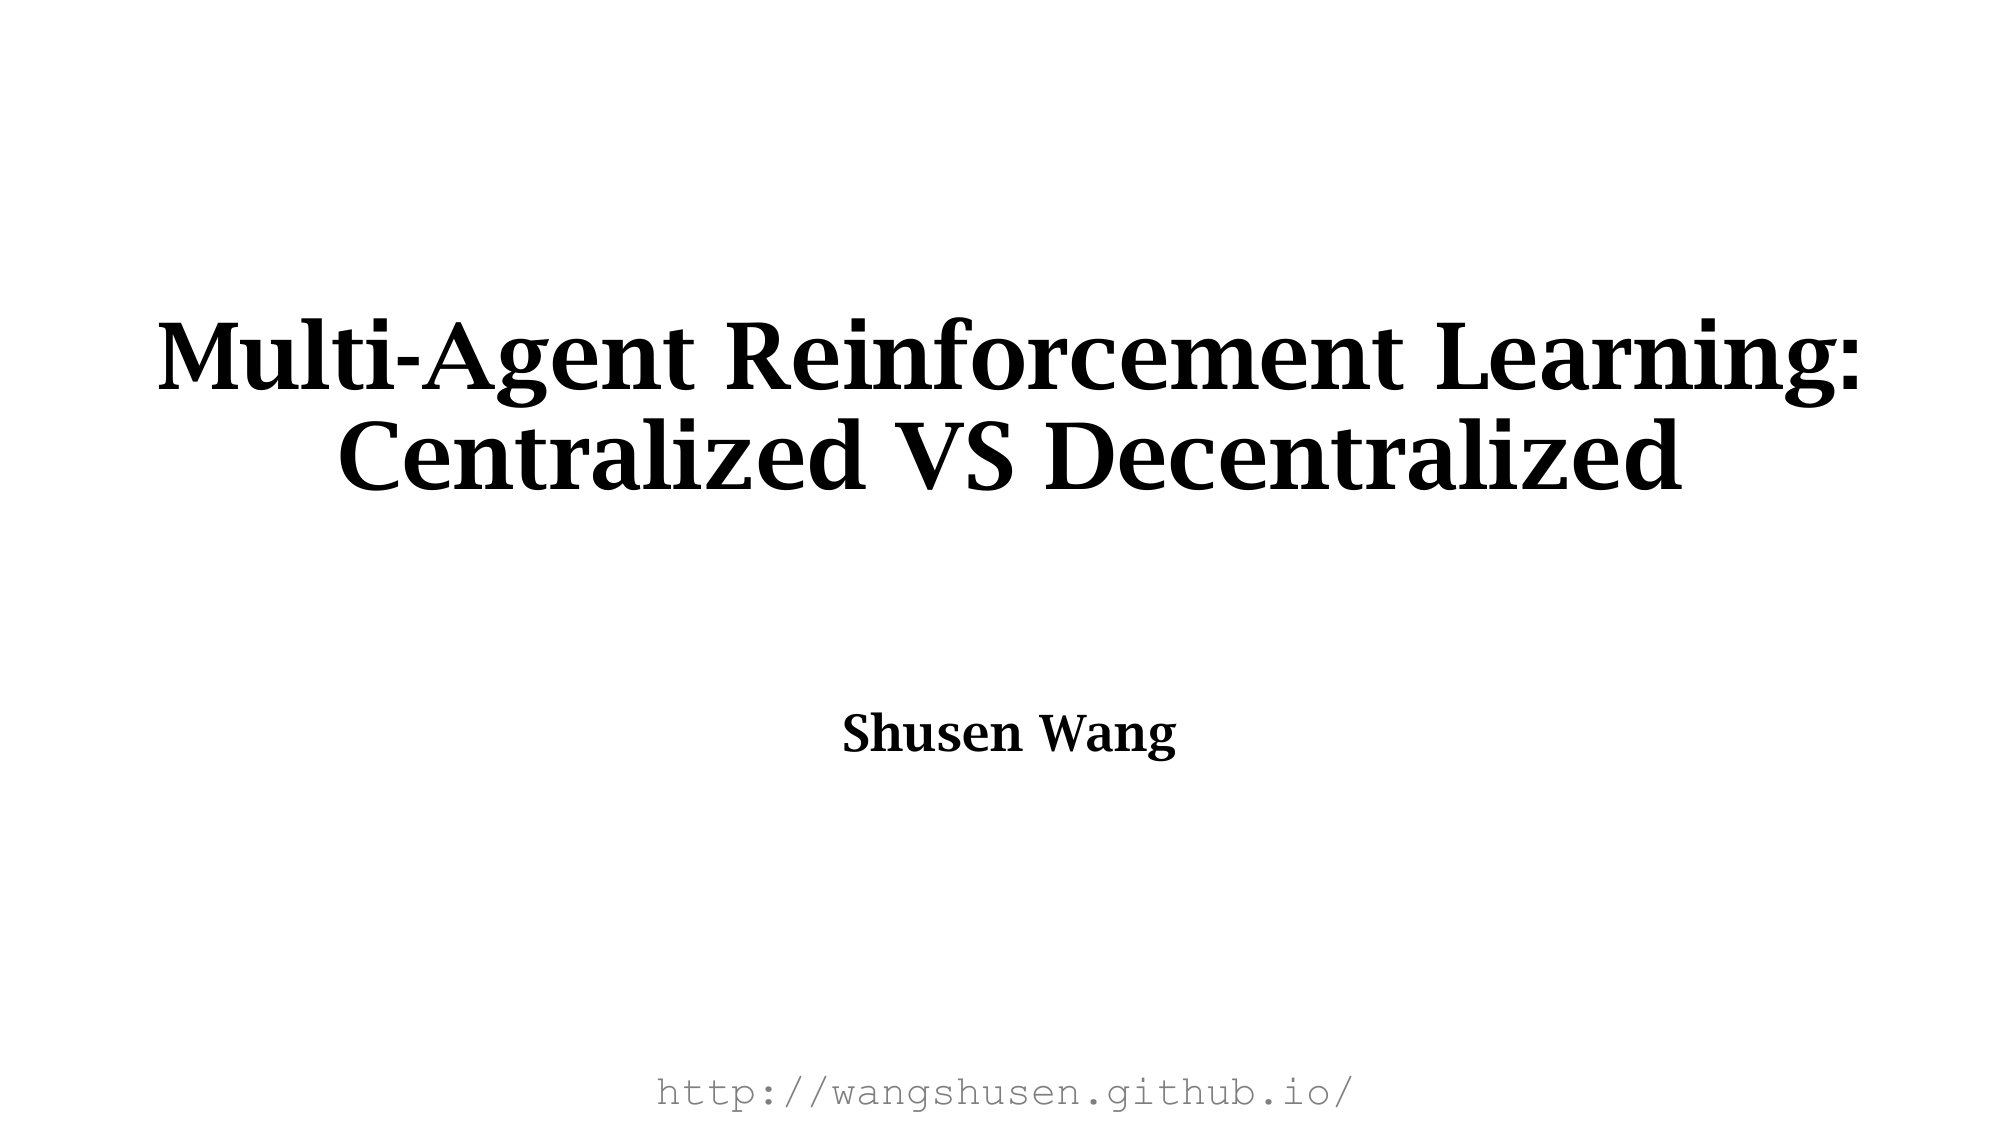 Multi-Agent Reinforcement Learning:
Centralized VS Decentralized
Shusen Wang
http://wangshusen.github.io/